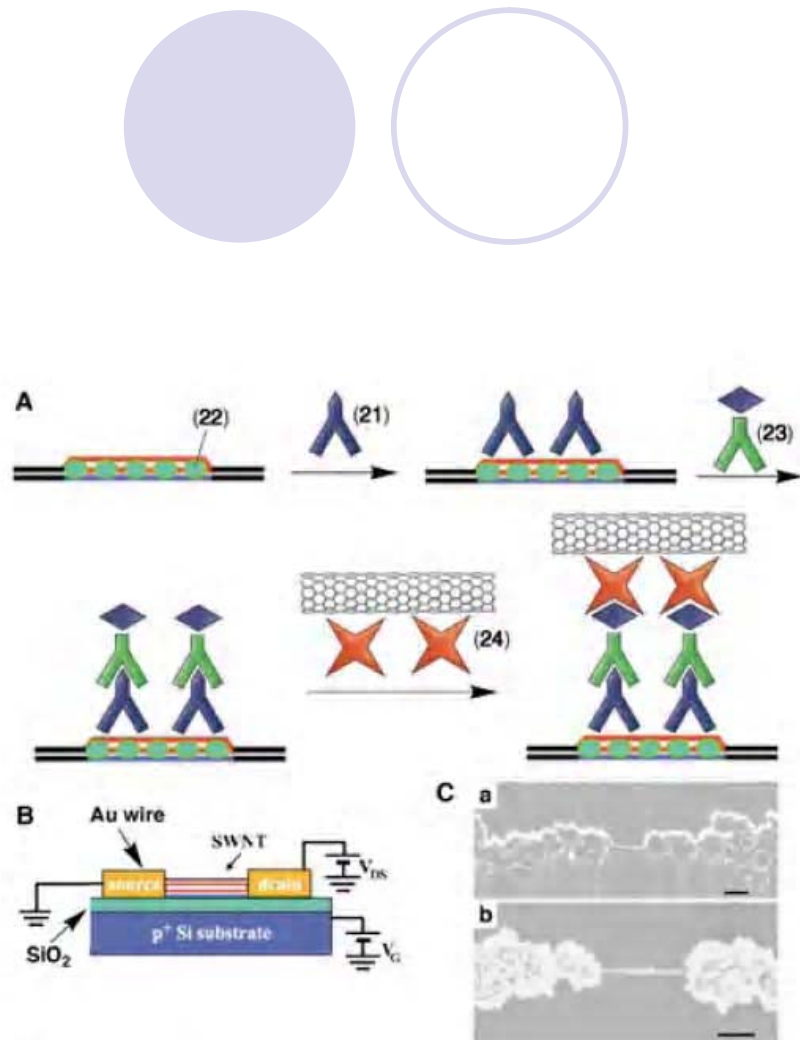 A
(22)
(21)
(23)
(24)
B
Au wire
SWNT
source
drain
V_DS
p⁺ Si substrate
SiO₂
V_G
C
a
b